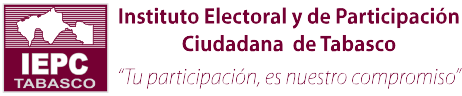 Instituto Electoral y de Participación
Ciudadana de Tabasco
"Tu participación, es nuestro compromiso"
IEPC
TABASCO